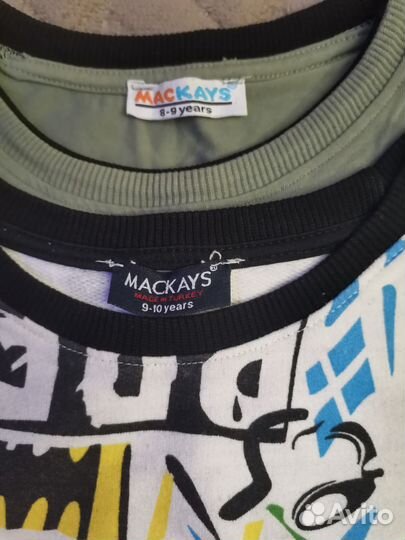 MACKAYS
8-9 years
MACKAYS
MADE IN TURKEY
9-10 years
Avito